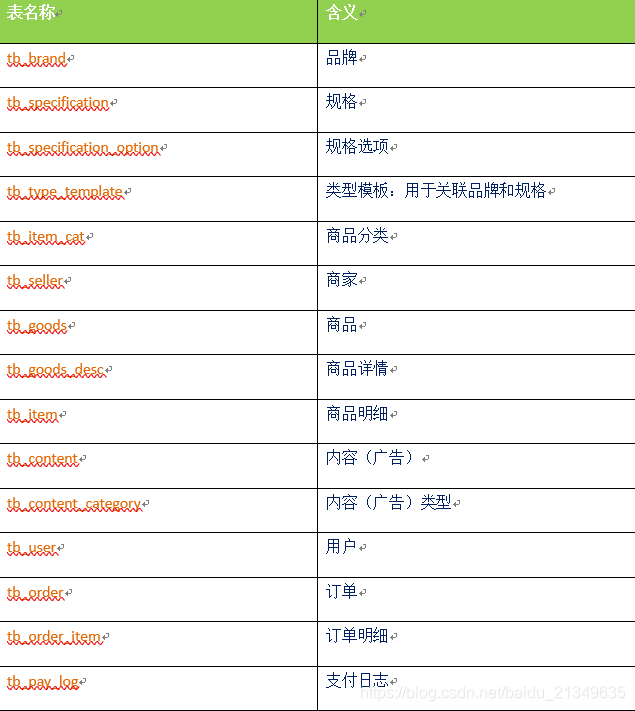 表名称 含义
tb_brand 品牌
tb_specification 规格
tb_specification_option 规格选项
tb_type_template 类型模板：用于关联品牌和规格
tb_item_cat 商品分类
tb_seller 商家
tb_goods 商品
tb_goods_desc 商品详情
tb_item 商品明细
tb_content 内容（广告）
tb_content_category 内容（广告）类型
tb_user 用户
tb_order 订单
tb_order_item 订单明细
tb_pay_log 支付日志
https://blog.csdn.net/baidu_21349635